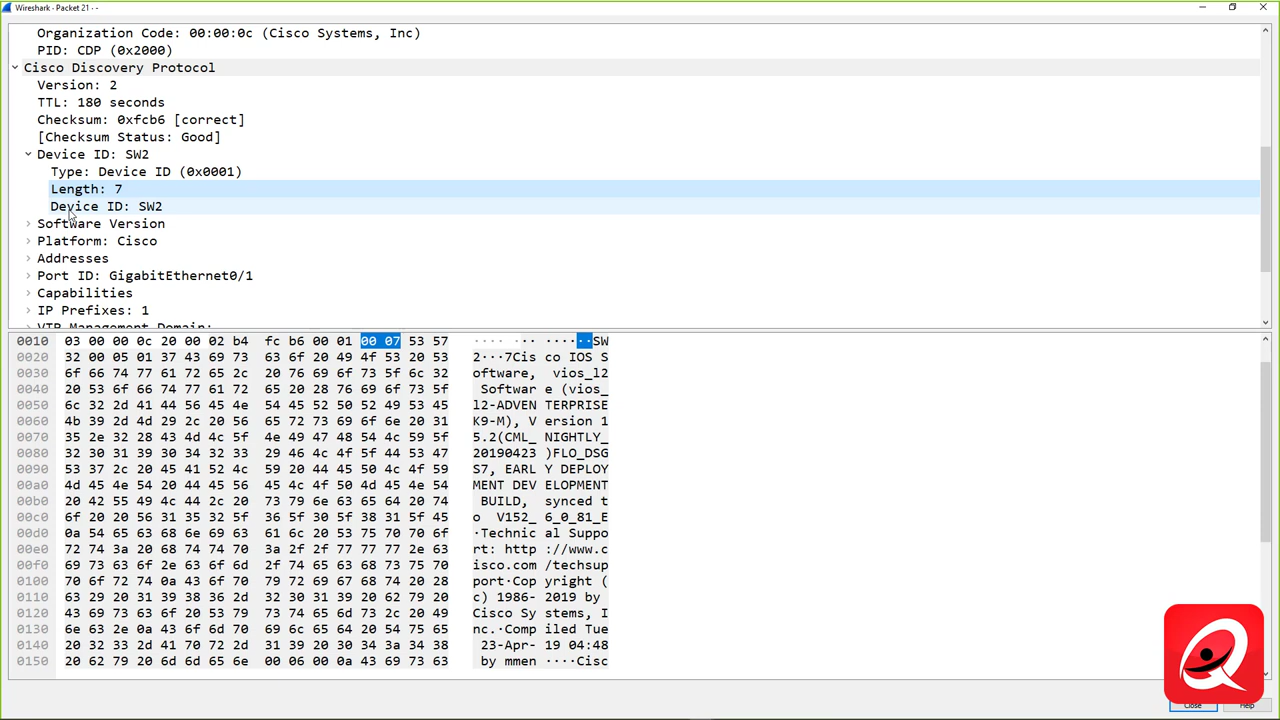 Wireshark · Packet 21 · -
Organization Code: 00:00:0c (Cisco Systems, Inc)
PID: CDP (0x2000)
Cisco Discovery Protocol
Version: 2
TTL: 180 seconds
Checksum: 0xfcb6 [correct]
[Checksum Status: Good]
Device ID: SW2
Type: Device ID (0x0001)
Length: 7
Device ID: SW2
Software Version
Platform: Cisco
Addresses
Port ID: GigabitEthernet0/1
Capabilities
IP Prefixes: 1
VTP Management Domain:
0010 03 00 00 0c 20 00 02 b4 fc b6 00 01 00 07 53 57 ···· ·· ··· ······SW
0020 32 00 05 01 37 43 69 73 63 6f 20 49 4f 53 20 53 2···7Cis co IOS S
0030 6f 66 74 77 61 72 65 2c 20 76 69 6f 73 5f 6c 32 oftware, vios_l2
0040 20 53 6f 66 74 77 61 72 65 20 28 76 69 6f 73 5f Softwar e (vios_
0050 6c 32 2d 41 44 56 45 4e 54 45 52 50 52 49 53 45 l2-ADVEN TERPRISE
0060 4b 39 2d 4d 29 2c 20 56 65 72 73 69 6f 6e 20 31 K9-M), V ersion 1
0070 35 2e 32 28 43 4d 4c 5f 4e 49 47 48 54 4c 59 5f 5.2(CML_ NIGHTLY_
0080 32 30 31 39 30 34 32 33 29 46 4c 4f 5f 44 53 47 20190423 )FLO_DSG
0090 53 37 2c 20 45 41 52 4c 59 20 44 45 50 4c 4f 59 S7, EARL Y DEPLOY
00a0 4d 45 4e 54 20 44 45 56 45 4c 4f 50 4d 45 4e 54 MENT DEV ELOPMENT
00b0 20 42 55 49 4c 44 2c 20 73 79 6e 63 65 64 20 74 BUILD, synced t
00c0 6f 20 20 56 31 35 32 5f 36 5f 30 5f 38 31 5f 45 o V152_ 6_0_81_E
00d0 0a 54 65 63 68 6e 69 63 61 6c 20 53 75 70 70 6f ·Technic al Suppo
00e0 72 74 3a 20 68 74 74 70 3a 2f 2f 77 77 77 2e 63 rt: http ://www.c
00f0 69 73 63 6f 2e 63 6f 6d 2f 74 65 63 68 73 75 70 isco.com /techsup
0100 70 6f 72 74 0a 43 6f 70 79 72 69 67 68 74 20 28 port·Cop yright (
0110 63 29 20 31 39 38 36 2d 32 30 31 39 20 62 79 20 c) 1986- 2019 by
0120 43 69 73 63 6f 20 53 79 73 74 65 6d 73 2c 20 49 Cisco Sy stems, I
0130 6e 63 2e 0a 43 6f 6d 70 69 6c 65 64 20 54 75 65 nc.·Comp iled Tue
0140 20 32 33 2d 41 70 72 2d 31 39 20 30 34 3a 34 38 23-Apr- 19 04:48
0150 20 62 79 20 6d 6d 65 6e 00 06 00 0a 43 69 73 63 by mmen ····Cisc
Close Help